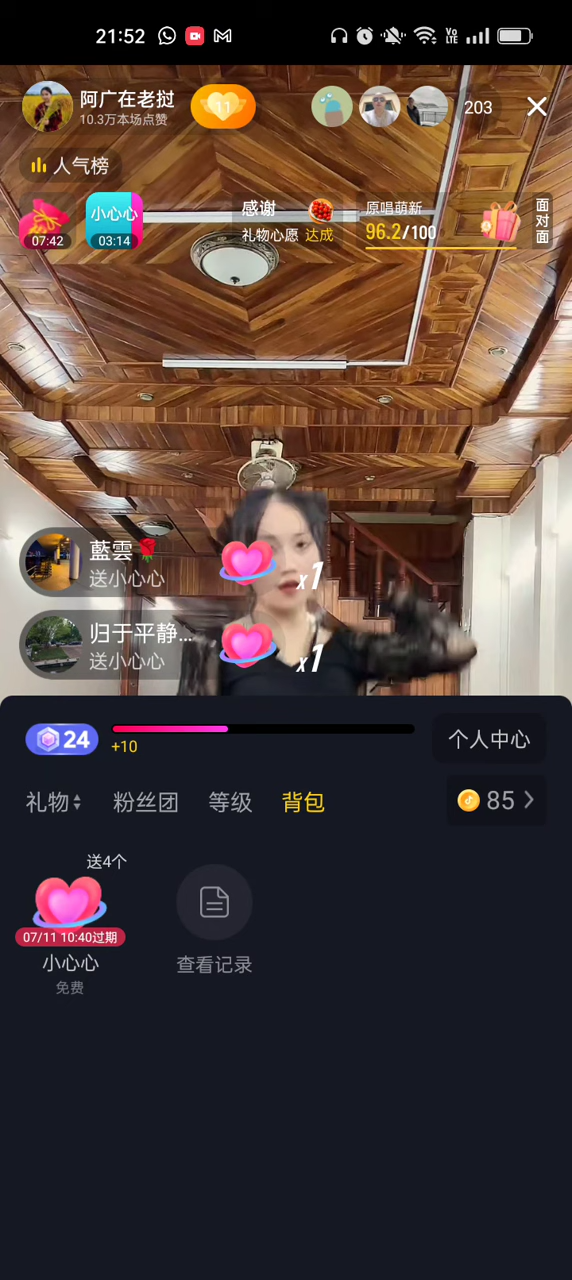 21:52
Vo
LTE
阿广在老挝
10.3万本场点赞
11
203
人气榜
07:42
小心心
03:14
感谢
礼物心愿 达成
原唱萌新
96.2/100
面对面
藍雲🌹
送小心心
x1
归于平静...
送小心心
x1
24
+10
个人中心
礼物
粉丝团
等级
背包
85
送4个
07/11 10:40过期
小心心
免费
查看记录